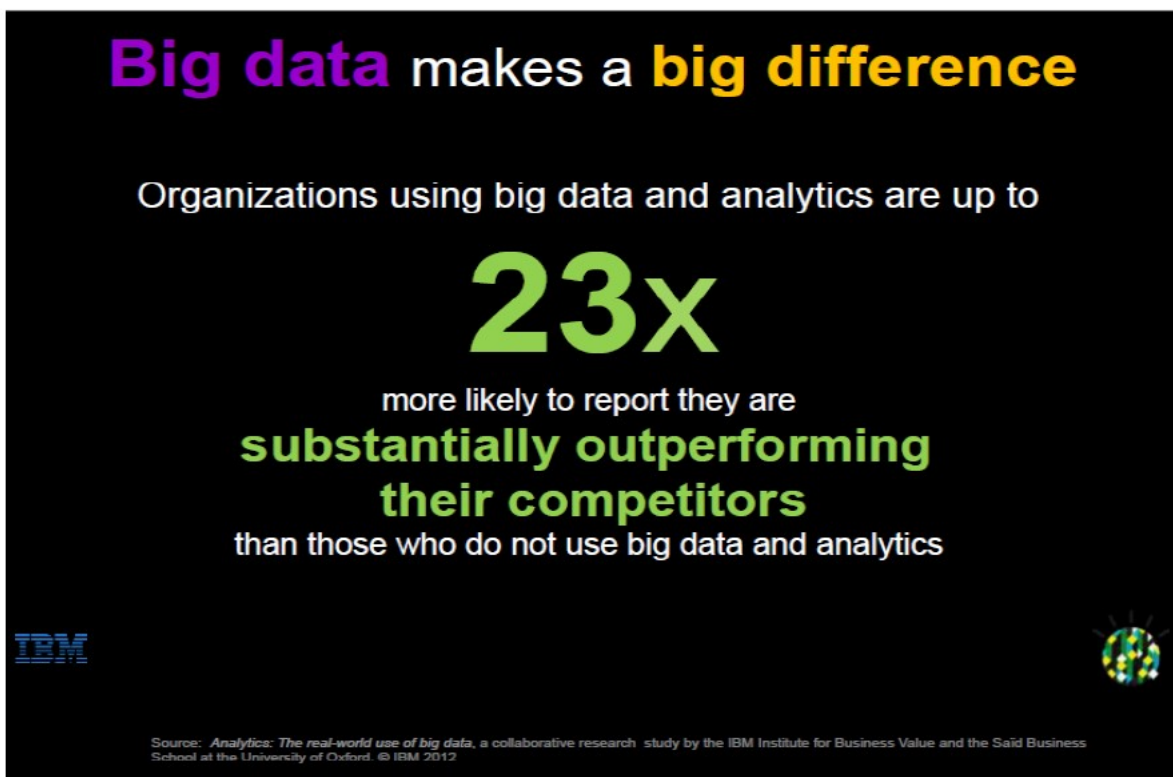 Big data makes a big difference
Organizations using big data and analytics are up to
23x
more likely to report they are
substantially outperforming
their competitors
than those who do not use big data and analytics
IBM
Source: Analytics: The real-world use of big data, a collaborative research study by the IBM Institute for Business Value and the Saïd Business
School at the University of Oxford. © IBM 2012